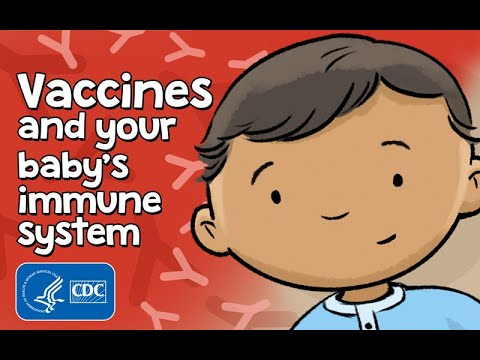 Vaccines
and your
baby's
immune
system
CDC